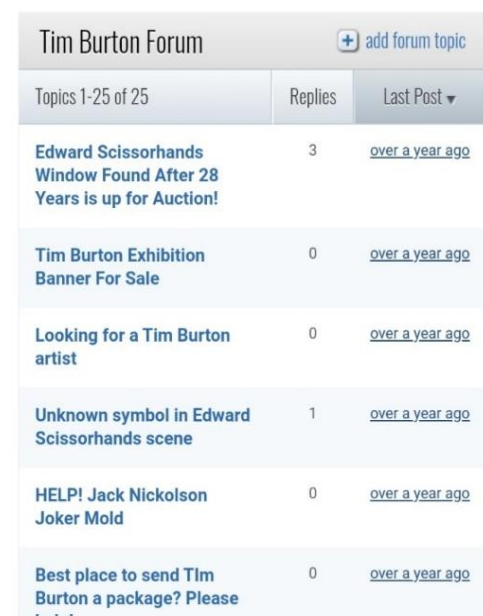 Tim Burton Forum
add forum topic
Topics 1-25 of 25
Replies
Last Post
Edward Scissorhands
Window Found After 28
Years is up for Auction!
3
over a year ago
Tim Burton Exhibition
Banner For Sale
0
over a year ago
Looking for a Tim Burton
artist
0
over a year ago
Unknown symbol in Edward
Scissorhands scene
1
over a year ago
HELP! Jack Nickolson
Joker Mold
0
over a year ago
Best place to send TIm
Burton a package? Please
0
over a year ago